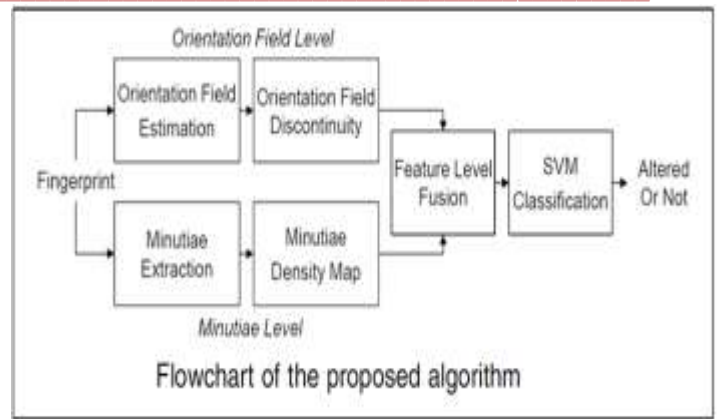 Orientation Field Level
Orientation Field
Estimation
Orientation Field
Discontinuity
Fingerprint
Feature Level
Fusion
SVM
Classification
Altered
Or Not
Minutiae
Extraction
Minutiae
Density Map
Minutiae Level
Flowchart of the proposed algorithm